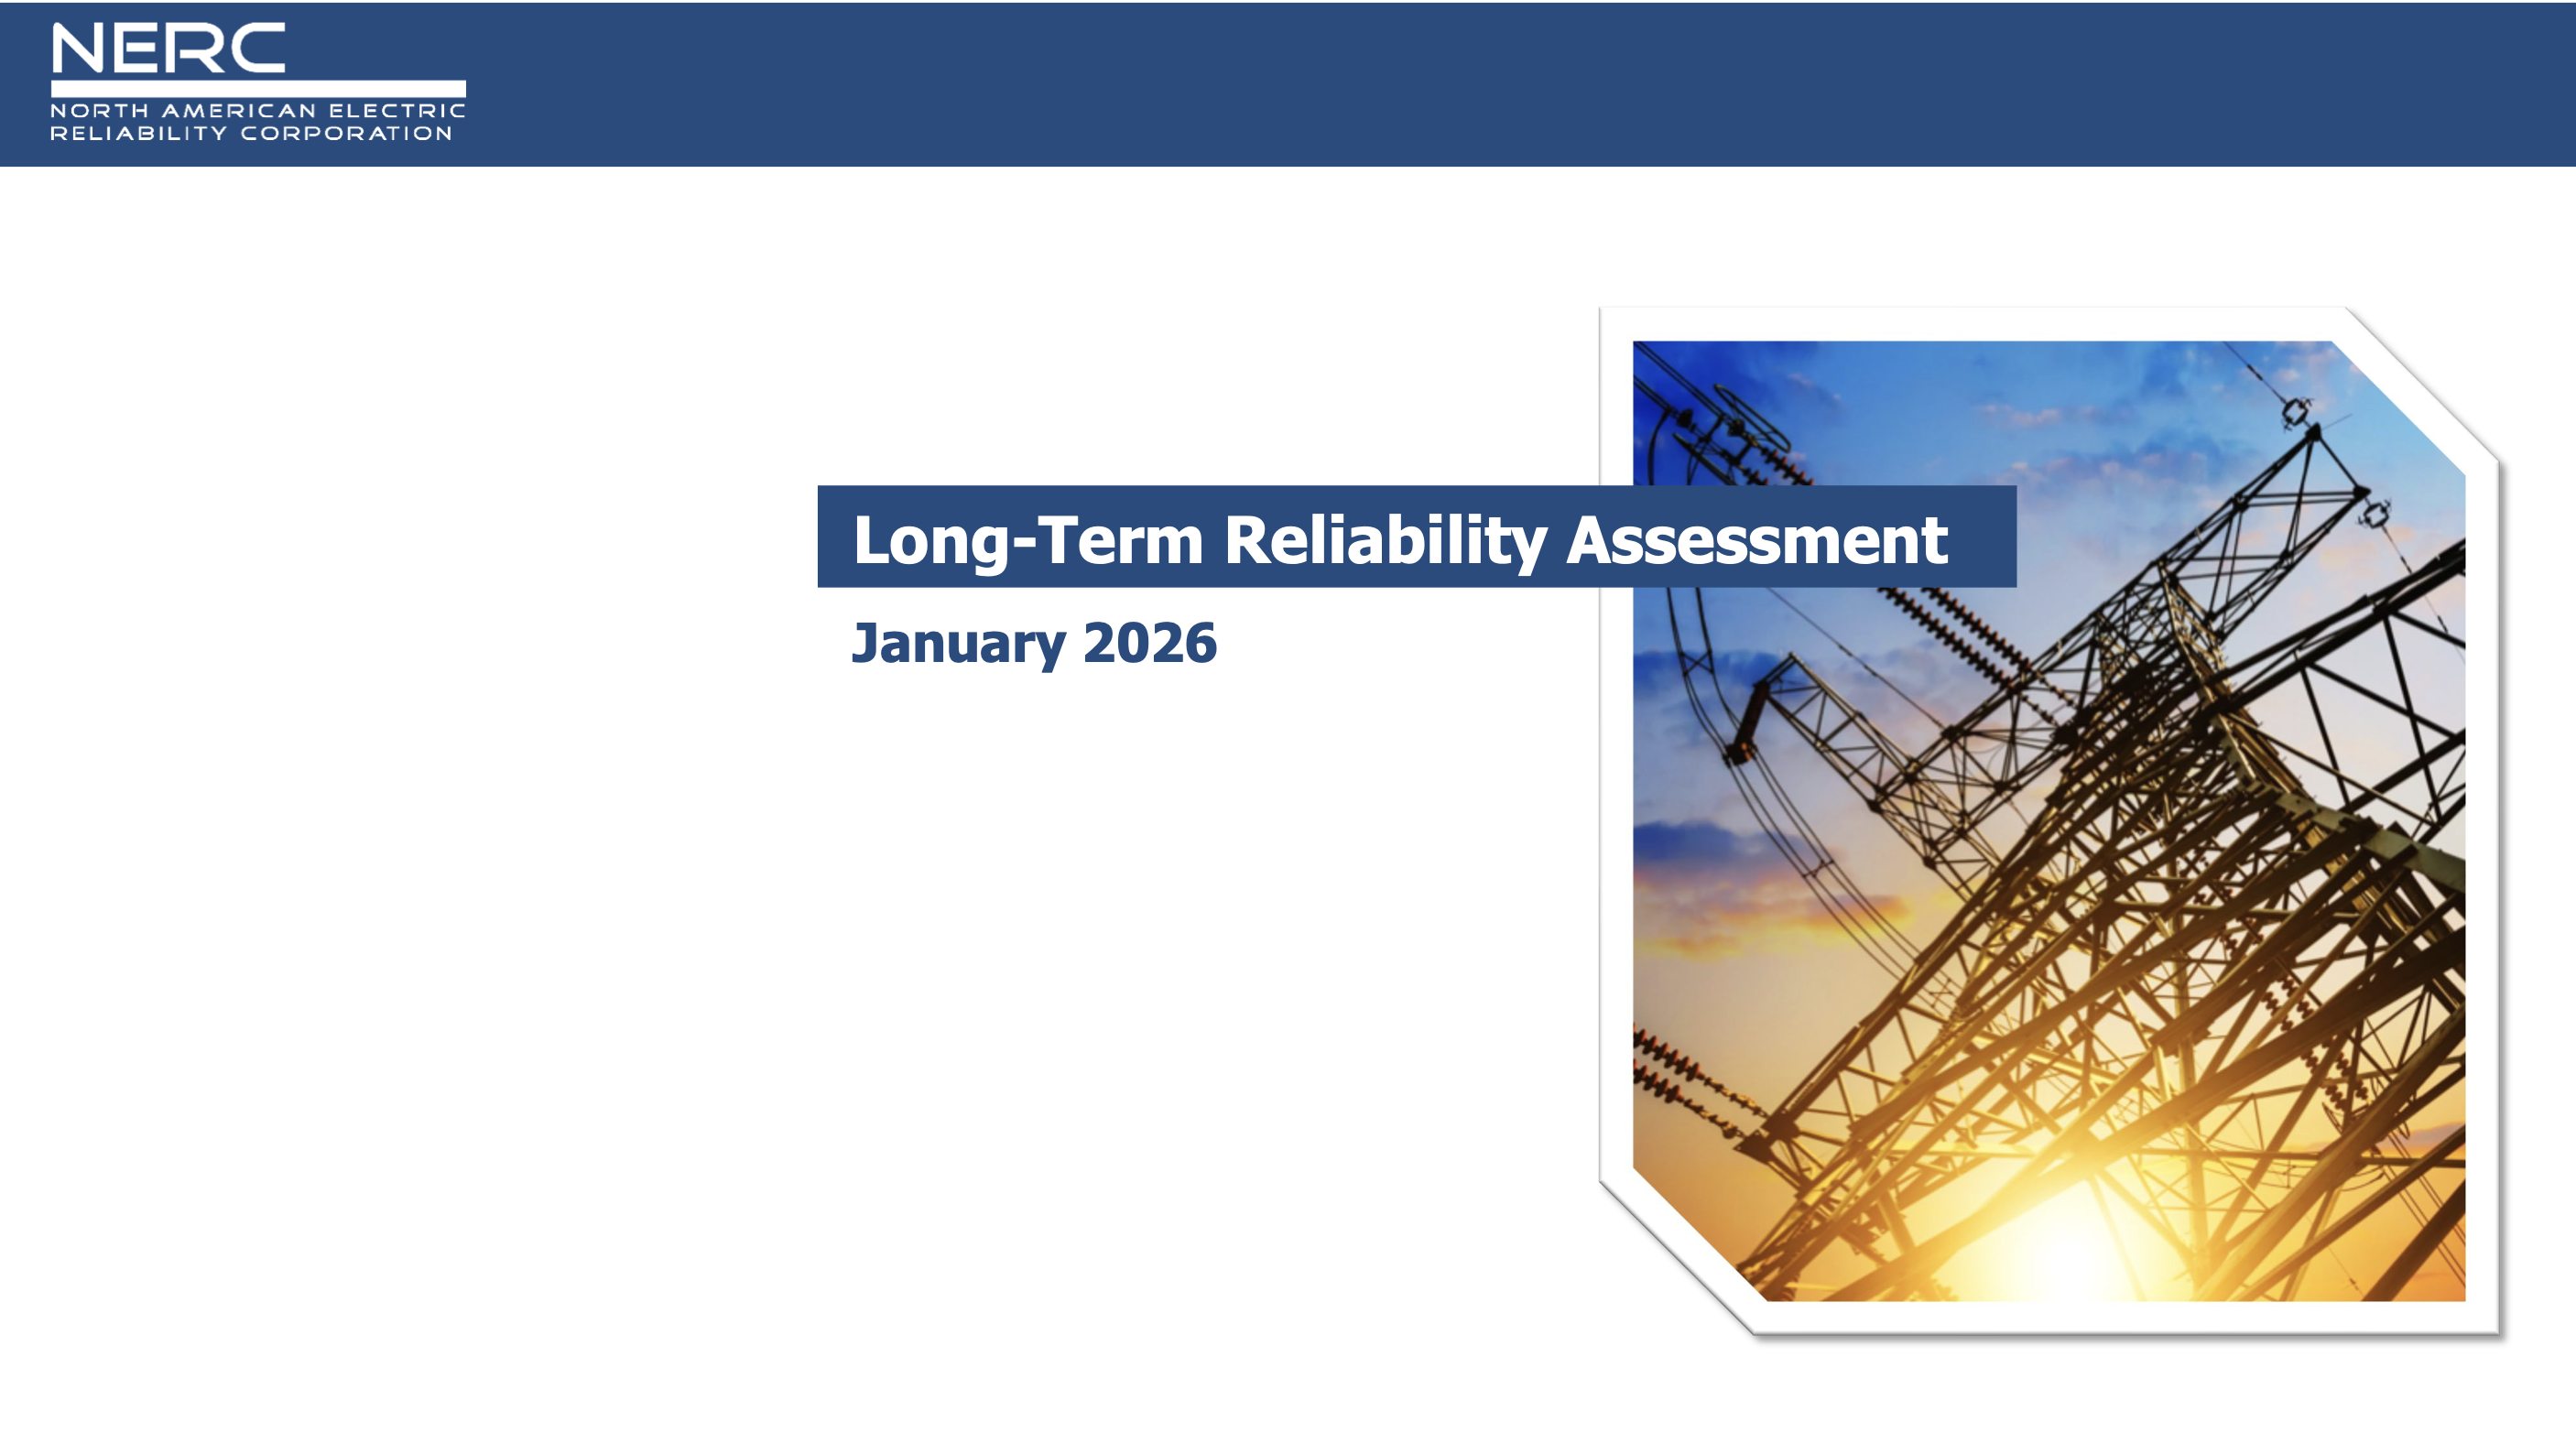 NERC
NORTH AMERICAN ELECTRIC
RELIABILITY CORPORATION
Long-Term Reliability Assessment
January 2026